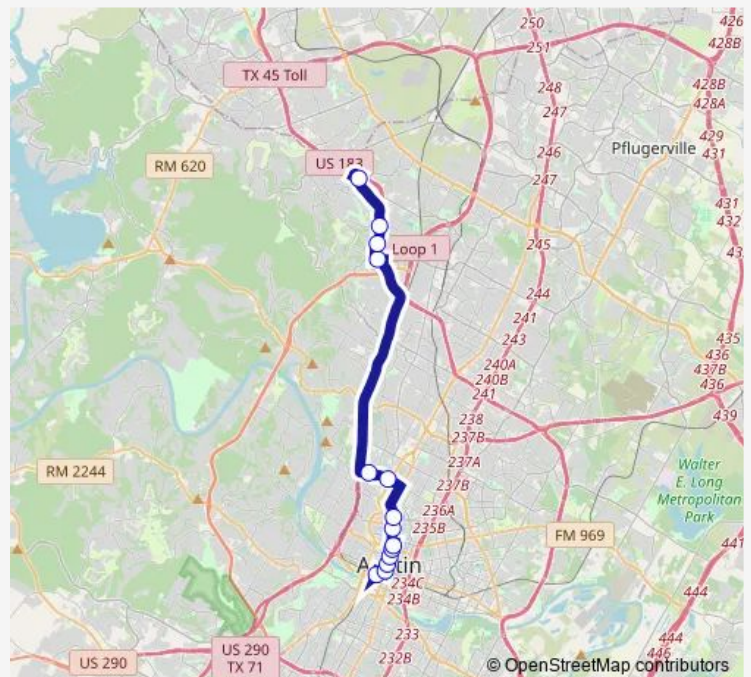 250
426
251
428B
TX 45 Toll
248
428B
428A
247
429
Pflugerville
US 183
246
431
RM 620
247
431
432
245
Loop 1
43
244
241
435
243
436
240A
437B
240B
436
241
439
238
237B
RM 2244
237A
Walter
E. Long
Metropolitan
Park
237B
236A
235B
FM 969
441
Austin
234C
444
234B
233
444
US 290
US 290
TX 71
232B
446
© OpenStreetMap contributors